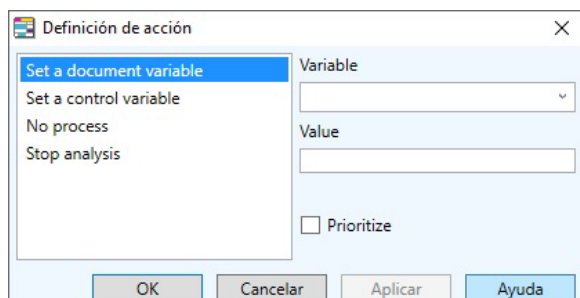 Definición de acción
Set a document variable
Set a control variable
No process
Stop analysis
Variable
Value
Prioritize
OK
Cancelar
Aplicar
Ayuda